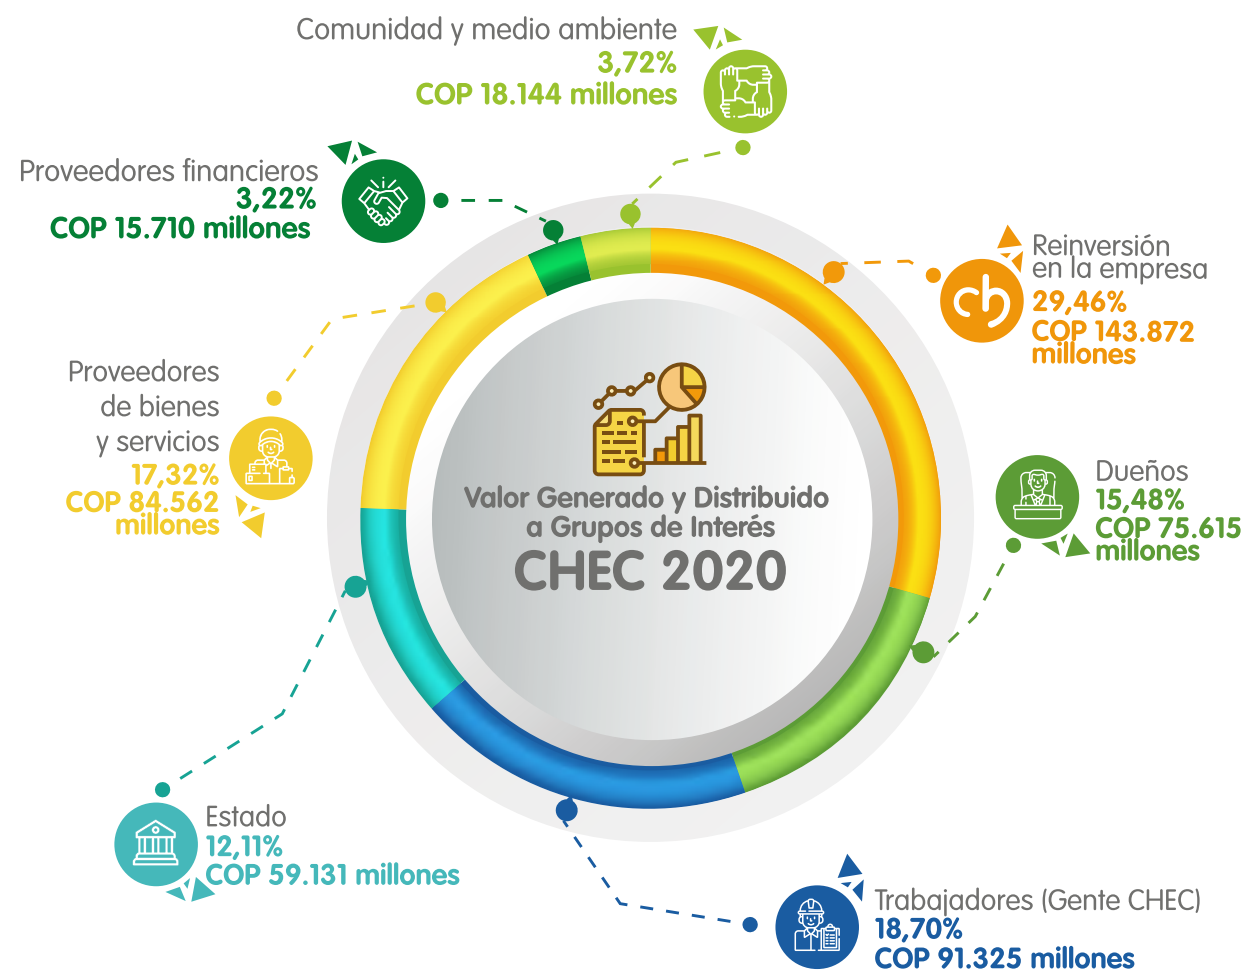 Comunidad y medio ambiente
3,72%
COP 18.144 millones
Proveedores financieros
3,22%
COP 15.710 millones
Reinversión
en la empresa
29,46%
COP 143.872
millones
Proveedores
de bienes
y servicios
17,32%
COP 84.562
millones
Valor Generado y Distribuido
a Grupos de Interés
CHEC 2020
Dueños
15,48%
COP 75.615
millones
Estado
12,11%
COP 59.131 millones
Trabajadores (Gente CHEC)
18,70%
COP 91.325 millones